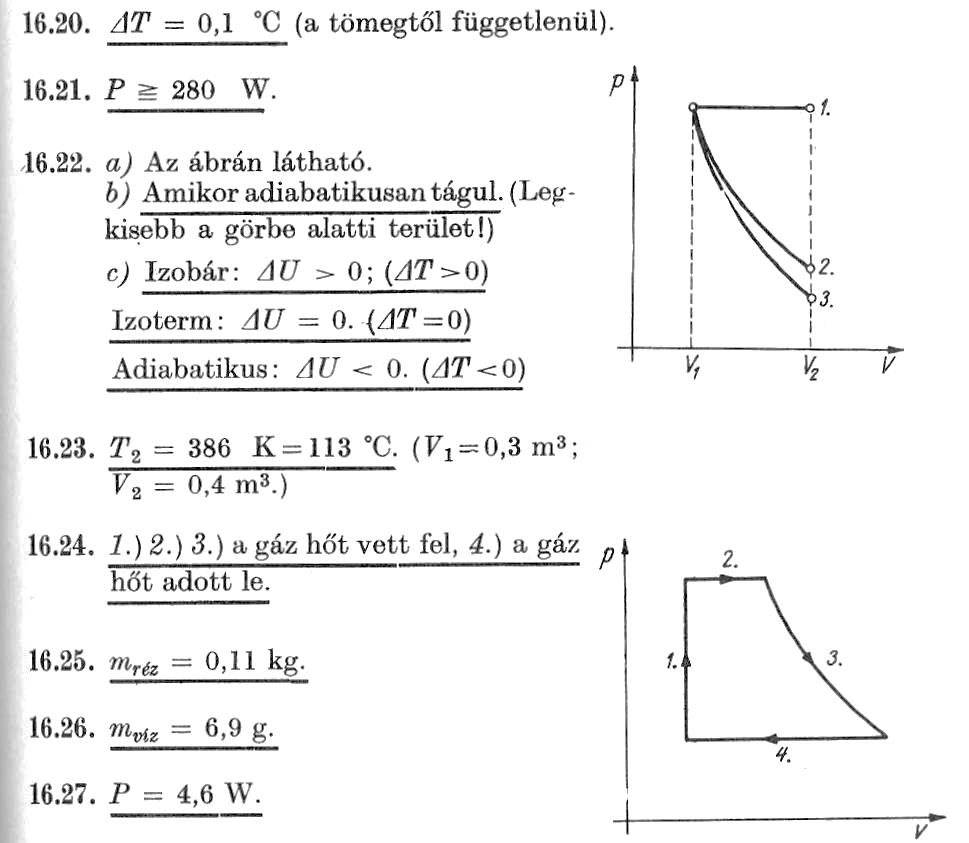 16.20. ΔT = 0,1 °C (a tömegtől függetlenül).
16.21. P ≧ 280 W.
16.22. a) Az ábrán látható.
b) Amikor adiabatikusan tágul. (Leg-
kisebb a görbe alatti terület!)
c) Izobár: ΔU > 0; (ΔT > 0)
Izoterm: ΔU = 0. (ΔT = 0)
Adiabatikus: ΔU < 0. (ΔT < 0)
p
1.
2.
3.
V₁
V₂
V
16.23. T₂ = 386 K = 113 °C. (V₁ = 0,3 m³;
V₂ = 0,4 m³.)
16.24. 1.) 2.) 3.) a gáz hőt vett fel, 4.) a gáz
hőt adott le.
16.25. mréz = 0,11 kg.
16.26. mvíz = 6,9 g.
16.27. P = 4,6 W.
p
2.
1.
3.
4.
V